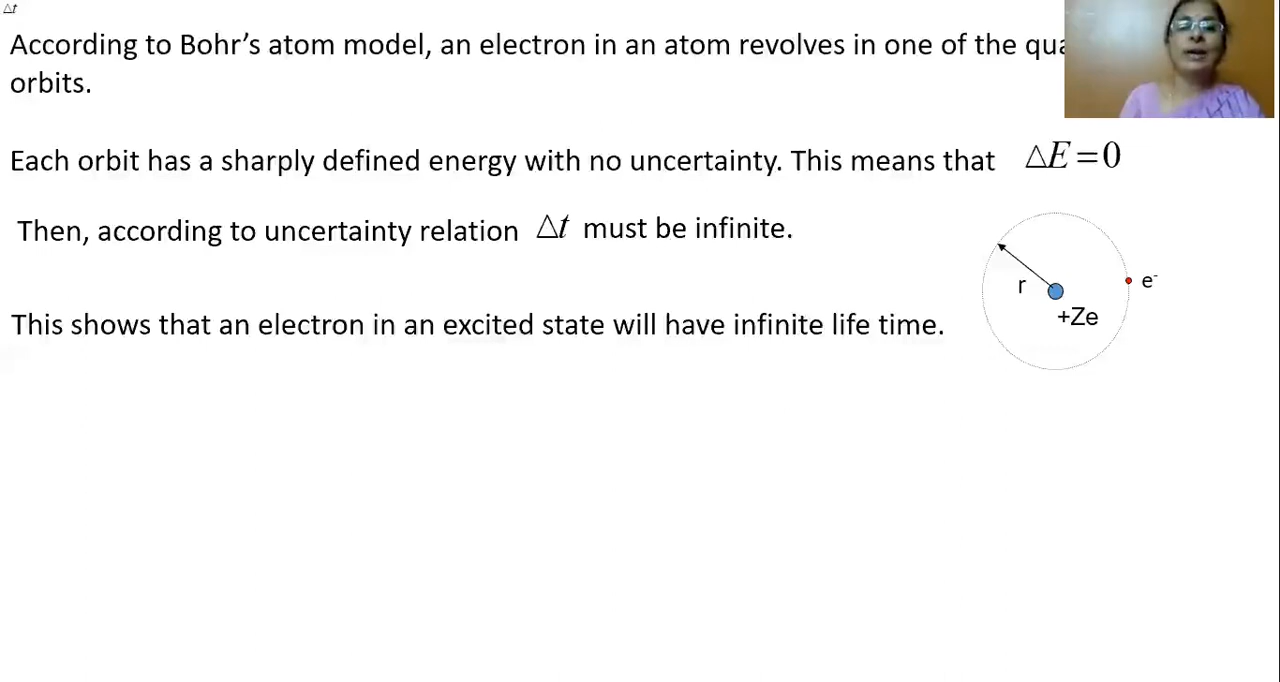 Δt
According to Bohr’s atom model, an electron in an atom revolves in one of the
orbits.
Each orbit has a sharply defined energy with no uncertainty. This means that ΔE=0
Then, according to uncertainty relation Δt must be infinite.
r
e⁻
+Ze
This shows that an electron in an excited state will have infinite life time.